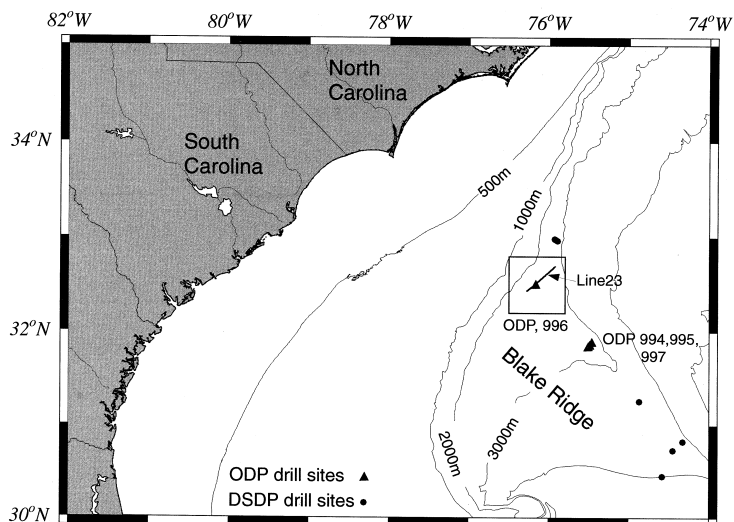 82°W
80°W
78°W
76°W
74°W
North
Carolina
South
Carolina
34°N
500m
1000m
Line23
ODP, 996
32°N
ODP 994,995,
997
Blake Ridge
2000m
3000m
ODP drill sites
DSDP drill sites
30°N